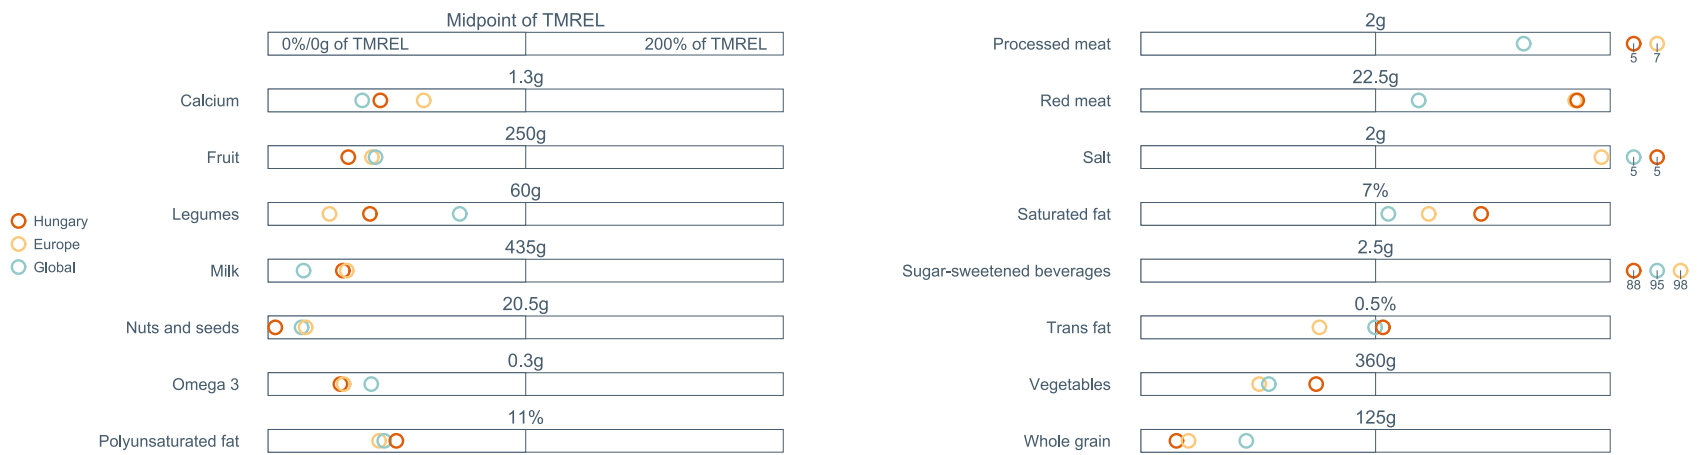 Midpoint of TMREL
0%/0g of TMREL 200% of TMREL
1.3g
Calcium
250g
Fruit
60g
Legumes
435g
Milk
20.5g
Nuts and seeds
0.3g
Omega 3
11%
Polyunsaturated fat
Hungary
Europe
Global
2g
Processed meat
5 7
22.5g
Red meat
2g
Salt
5 5
7%
Saturated fat
2.5g
Sugar-sweetened beverages
88 95 98
0.5%
Trans fat
360g
Vegetables
125g
Whole grain